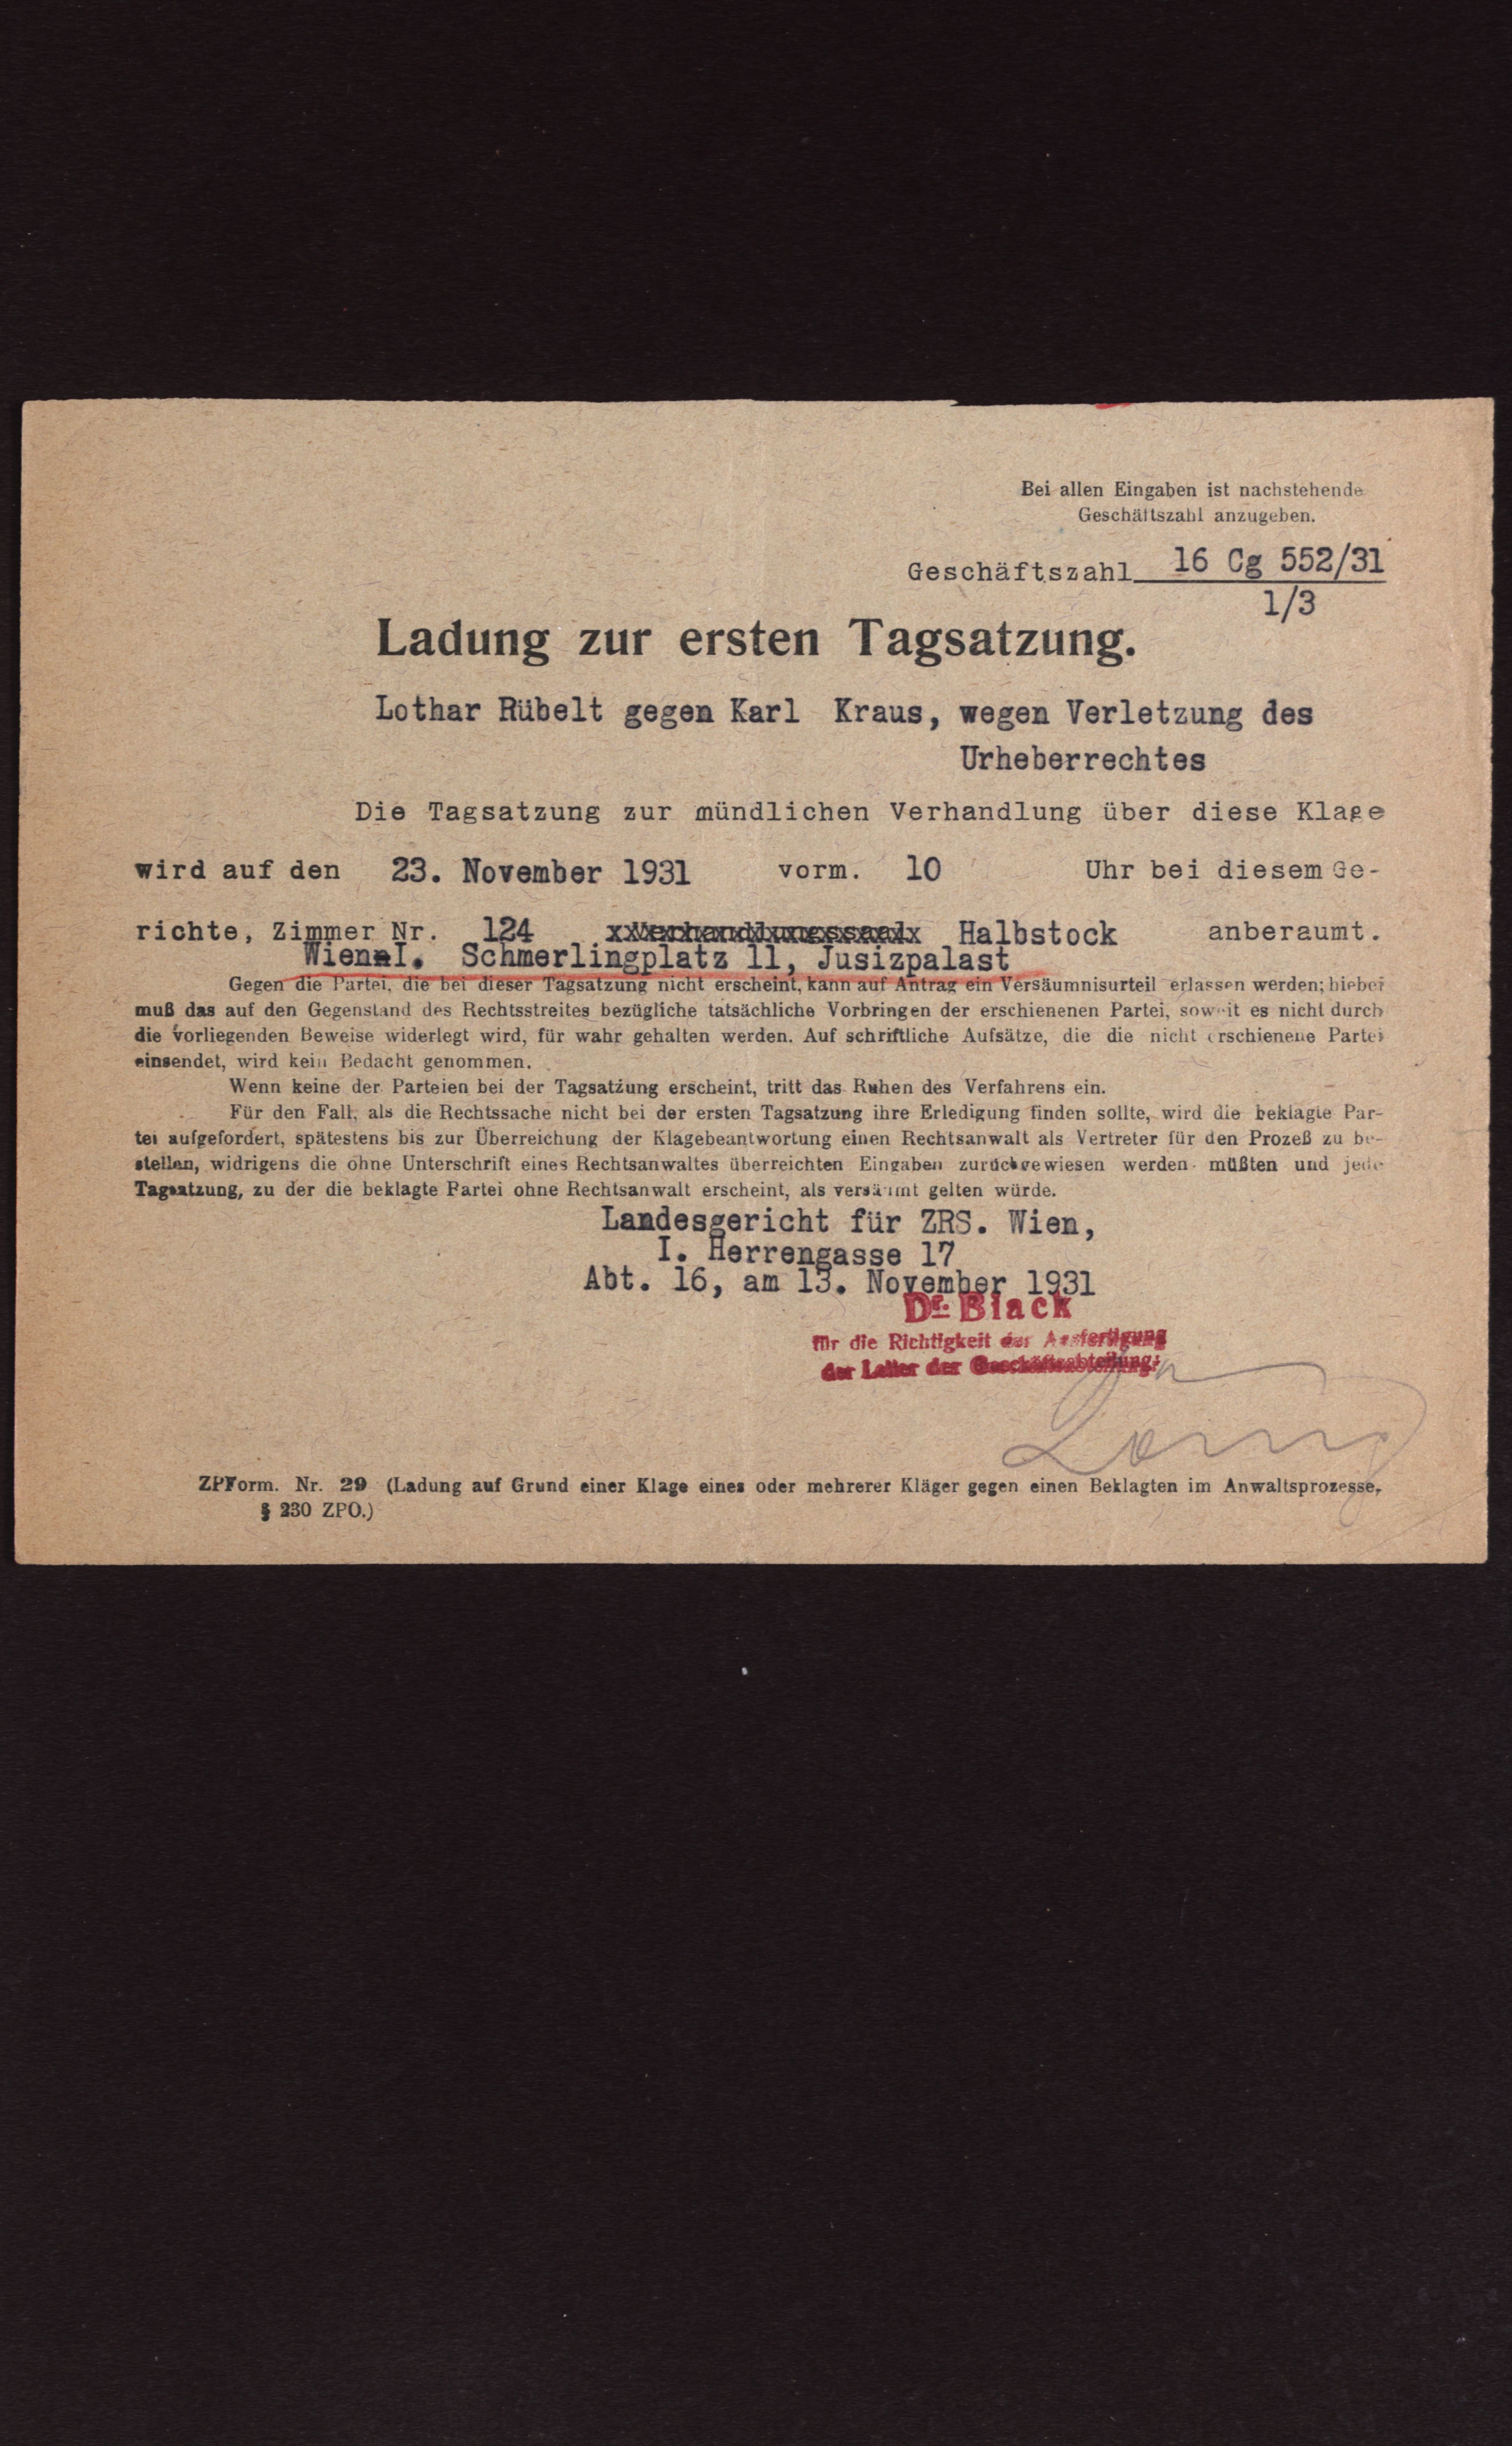 Bei allen Eingaben ist nachstehende
Geschäftszahl anzugeben.
Geschäftszahl 16 Cg 552/31
1/3
Ladung zur ersten Tagsatzung.
Lothar Rübelt gegen Karl Kraus, wegen Verletzung des
Urheberrechtes
Die Tagsatzung zur mündlichen Verhandlung über diese Klage
wird auf den 23. November 1931 vorm. 10 Uhr bei diesem Ge-
richte, Zimmer Nr. 124 Halbstock anberaumt.
Wien I. Schmerlingplatz 11, Jusizpalast
Gegen die Partei, die bei dieser Tagsatzung nicht erscheint, kann auf Antrag ein Versäumnisurteil erlassen werden; hiebei
muß das auf den Gegenstand des Rechtsstreites bezügliche tatsächliche Vorbringen der erschienenen Partei, soweit es nicht durch
die vorliegenden Beweise widerlegt wird, für wahr gehalten werden. Auf schriftliche Aufsätze, die die nicht erschienene Partei
einsendet, wird kein Bedacht genommen.
Wenn keine der Parteien bei der Tagsatzung erscheint, tritt das Ruhen des Verfahrens ein.
Für den Fall, als die Rechtssache nicht bei der ersten Tagsatzung ihre Erledigung finden sollte, wird die beklagte Par-
tei aufgefordert, spätestens bis zur Überreichung der Klagebeantwortung einen Rechtsanwalt als Vertreter für den Prozeß zu be-
stellen, widrigens die ohne Unterschrift eines Rechtsanwaltes überreichten Eingaben zurückgewiesen werden müßten und jede
Tagsatzung, zu der die beklagte Partei ohne Rechtsanwalt erscheint, als versäumt gelten würde.
Landesgericht für ZRS. Wien,
I. Herrengasse 17
Abt. 16, am 13. November 1931
Dr. Black
für die Richtigkeit der Ausfertigung
der Leiter der Geschäftsabteilung:
ZPForm. Nr. 29 (Ladung auf Grund einer Klage eines oder mehrerer Kläger gegen einen Beklagten im Anwaltsprozesse,
§ 230 ZPO.)